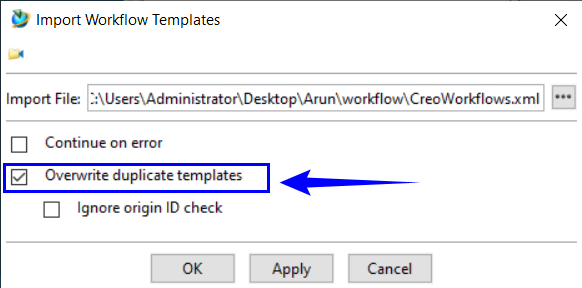 Import Workflow Templates
Import File: C:\Users\Administrator\Desktop\Arun\workflow\CreoWorkflows.xml
Continue on error
Overwrite duplicate templates
Ignore origin ID check
OK Apply Cancel